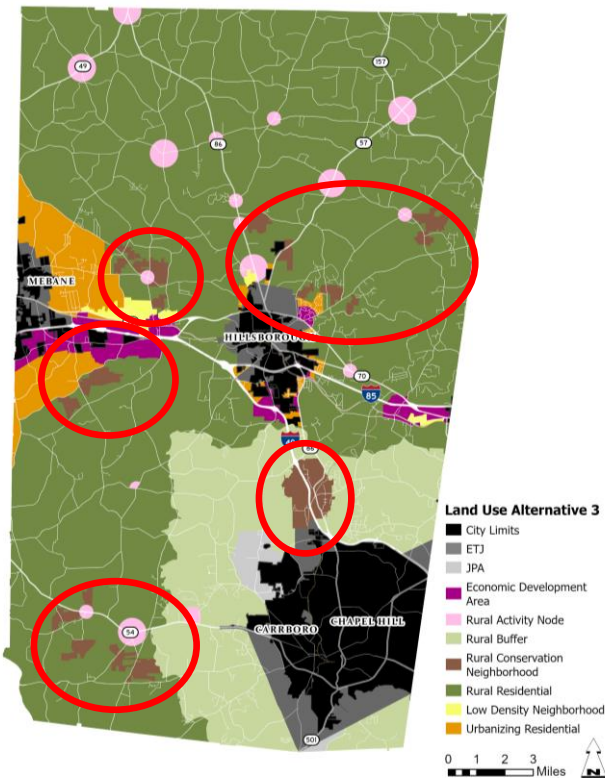 49
157
86
57
MEBANE
HILLSBOROUGH
70
85
40
86
Land Use Alternative 3
City Limits
ETJ
JPA
Economic Development
Area
Rural Activity Node
Rural Buffer
Rural Conservation
Neighborhood
Rural Residential
Low Density Neighborhood
Urbanizing Residential
54
CARRBORO
CHAPEL HILL
501
0 1 2 3
Miles
N